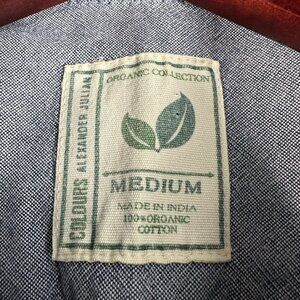 ORGANIC COLLECTION
COLOURS ALEXANDER JULIAN
MEDIUM
MADE IN INDIA
100% ORGANIC
COTTON